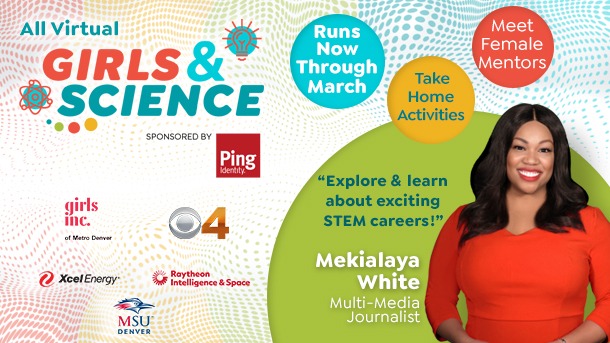 All Virtual
GIRLS &
SCIENCE
SPONSORED BY
Ping
Identity.
girls
inc.
of Metro Denver
4
XcelEnergy®
Raytheon
Intelligence & Space
MSU
DENVER
Runs
Now
Through
March
Meet
Female
Mentors
Take
Home
Activities
“Explore & learn
about exciting
STEM careers!”
Mekialaya
White
Multi-Media
Journalist